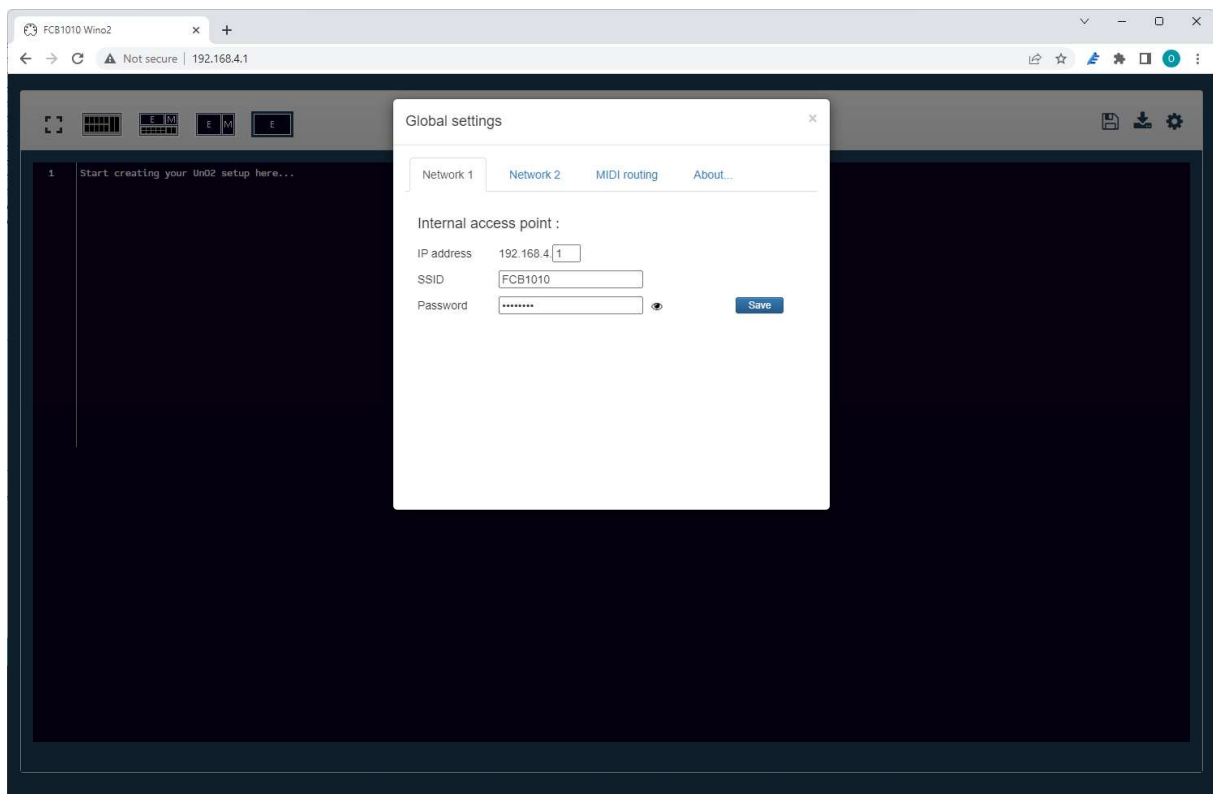 FCB1010 Wino2
Not secure | 192.168.4.1
O
E M
E M
E
Global settings
1 Start creating your UnO2 setup here...
Network 1 Network 2 MIDI routing About...
Internal access point :
IP address 192.168.4. 1
SSID FCB1010
Password ••••••••
Save